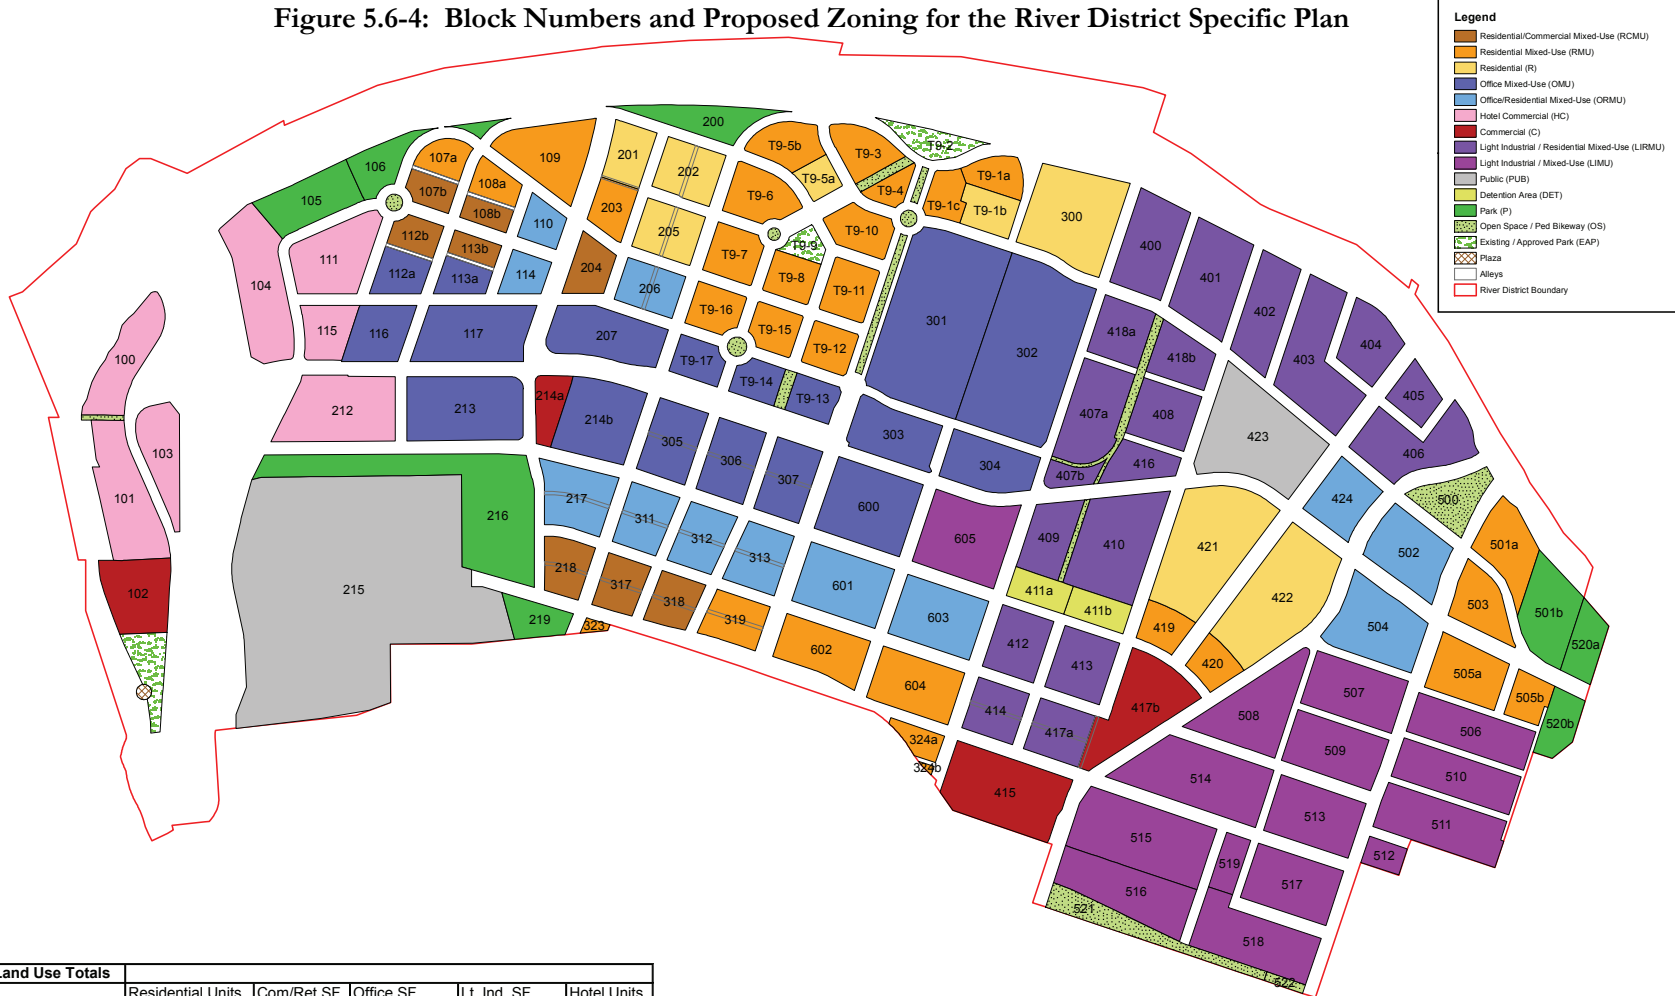 Figure 5.6-4: Block Numbers and Proposed Zoning for the River District Specific Plan
Legend
Residential/Commercial Mixed-Use (RCMU)
Residential Mixed-Use (RMU)
Residential (R)
Office Mixed-Use (OMU)
Office/Residential Mixed-Use (ORMU)
Hotel Commercial (HC)
Commercial (C)
Light Industrial / Residential Mixed-Use (LIRMU)
Light Industrial / Mixed-Use (LIMU)
Public (PUB)
Detention Area (DET)
Park (P)
Open Space / Ped Bikeway (OS)
Existing / Approved Park (EAP)
Plaza
Alleys
River District Boundary
200
201
202
203
204
205
206
207
109
110
106
105
107a
107b
108a
108b
112b
113b
112a
113a
114
111
104
115
116
117
100
101
102
103
212
213
214a
214b
215
216
217
218
219
T9-5b
T9-5a
T9-3
T9-4
T9-2
T9-1a
T9-1b
T9-1c
T9-6
T9-7
T9-8
T9-9
T9-10
T9-11
T9-12
T9-15
T9-16
T9-17
T9-14
T9-13
300
301
302
303
304
305
306
307
311
312
313
317
318
319
323
324a
324b
400
401
402
403
404
405
406
418a
418b
407a
407b
408
416
423
424
409
410
411a
411b
412
413
414
417a
417b
415
419
420
421
422
500
501a
501b
502
503
504
505a
505b
520a
520b
506
507
508
509
510
511
512
513
514
515
516
517
518
519
521
522
600
601
602
603
604
605
Land Use Totals
Residential Units
Com/Ret SF
Office SF
Lt. Ind. SF
Hotel Units